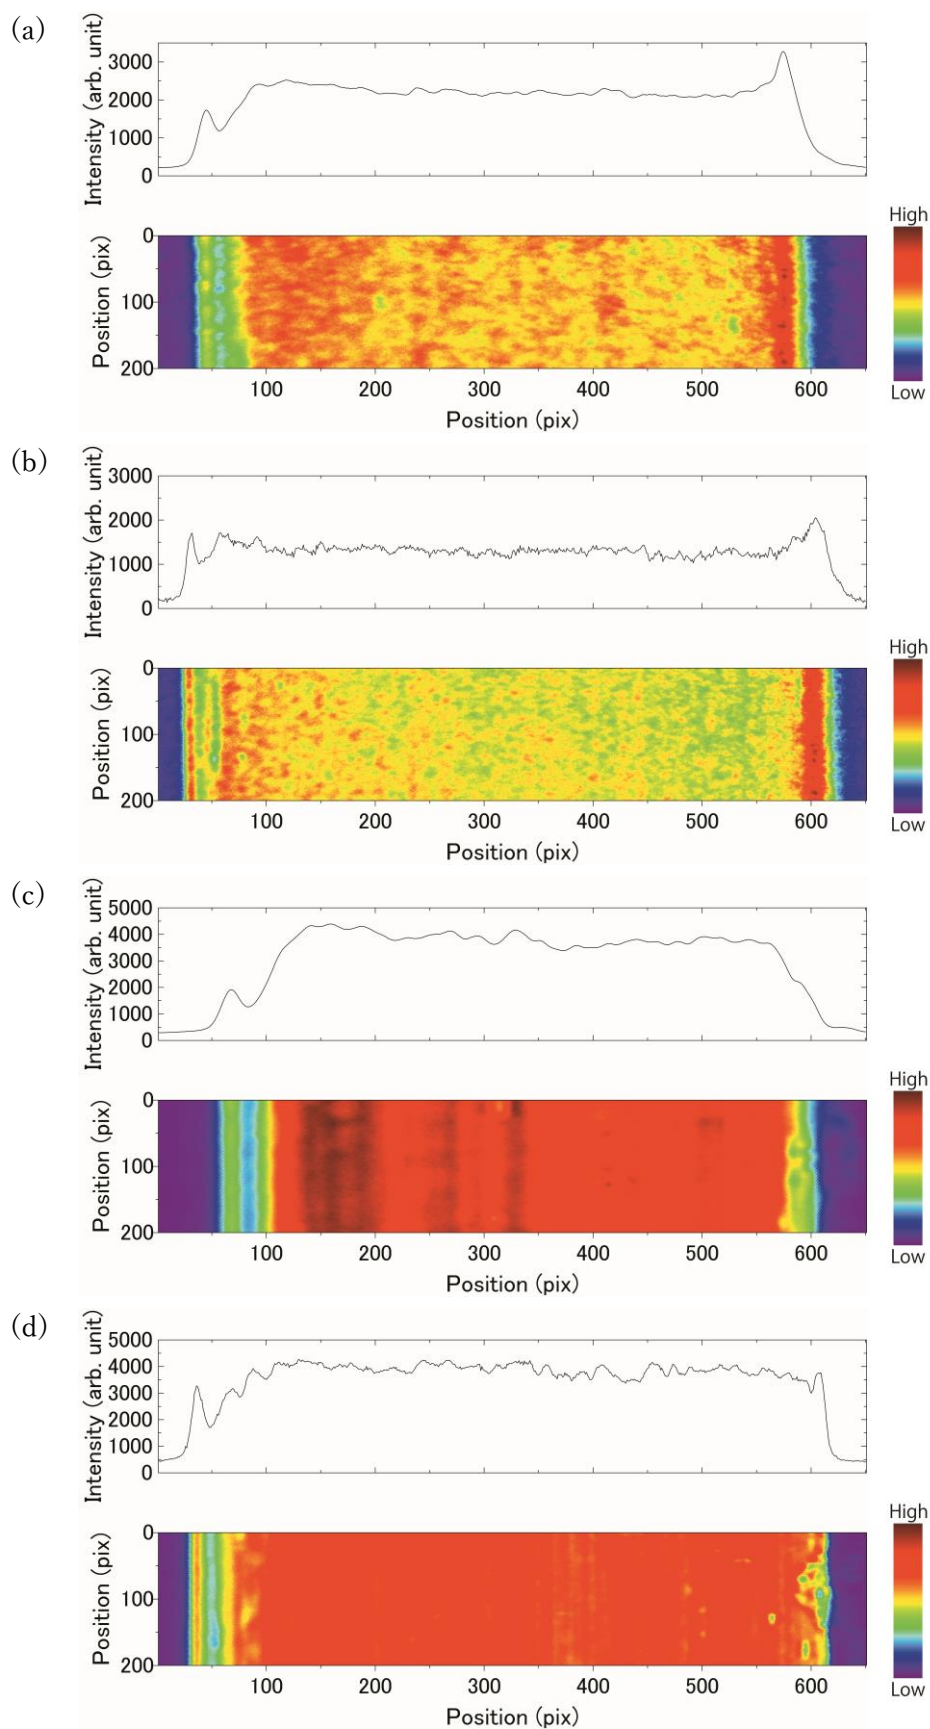 (a)
Intensity (arb. unit)
3000
2000
1000
0
High
Position (pix)
0
100
200
100 200 300 400 500 600
Low
Position (pix)
(b)
Intensity (arb. unit)
3000
2000
1000
0
High
Position (pix)
0
100
200
100 200 300 400 500 600
Low
Position (pix)
(c)
Intensity (arb. unit)
5000
4000
3000
2000
1000
0
High
Position (pix)
0
100
200
100 200 300 400 500 600
Low
Position (pix)
(d)
Intensity (arb. unit)
5000
4000
3000
2000
1000
0
High
Position (pix)
0
100
200
100 200 300 400 500 600
Low
Position (pix)